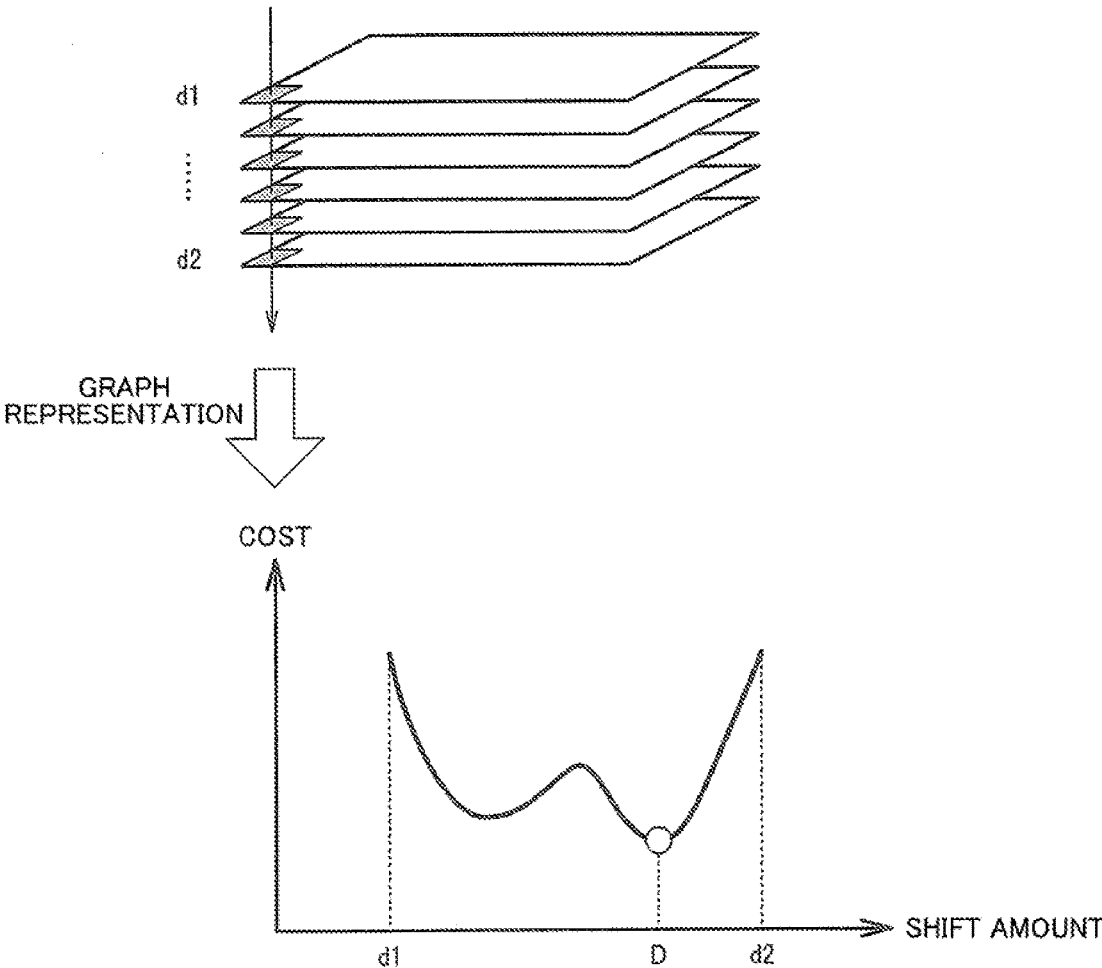 d1
......
d2
GRAPH
REPRESENTATION
COST
SHIFT AMOUNT
d1 D d2